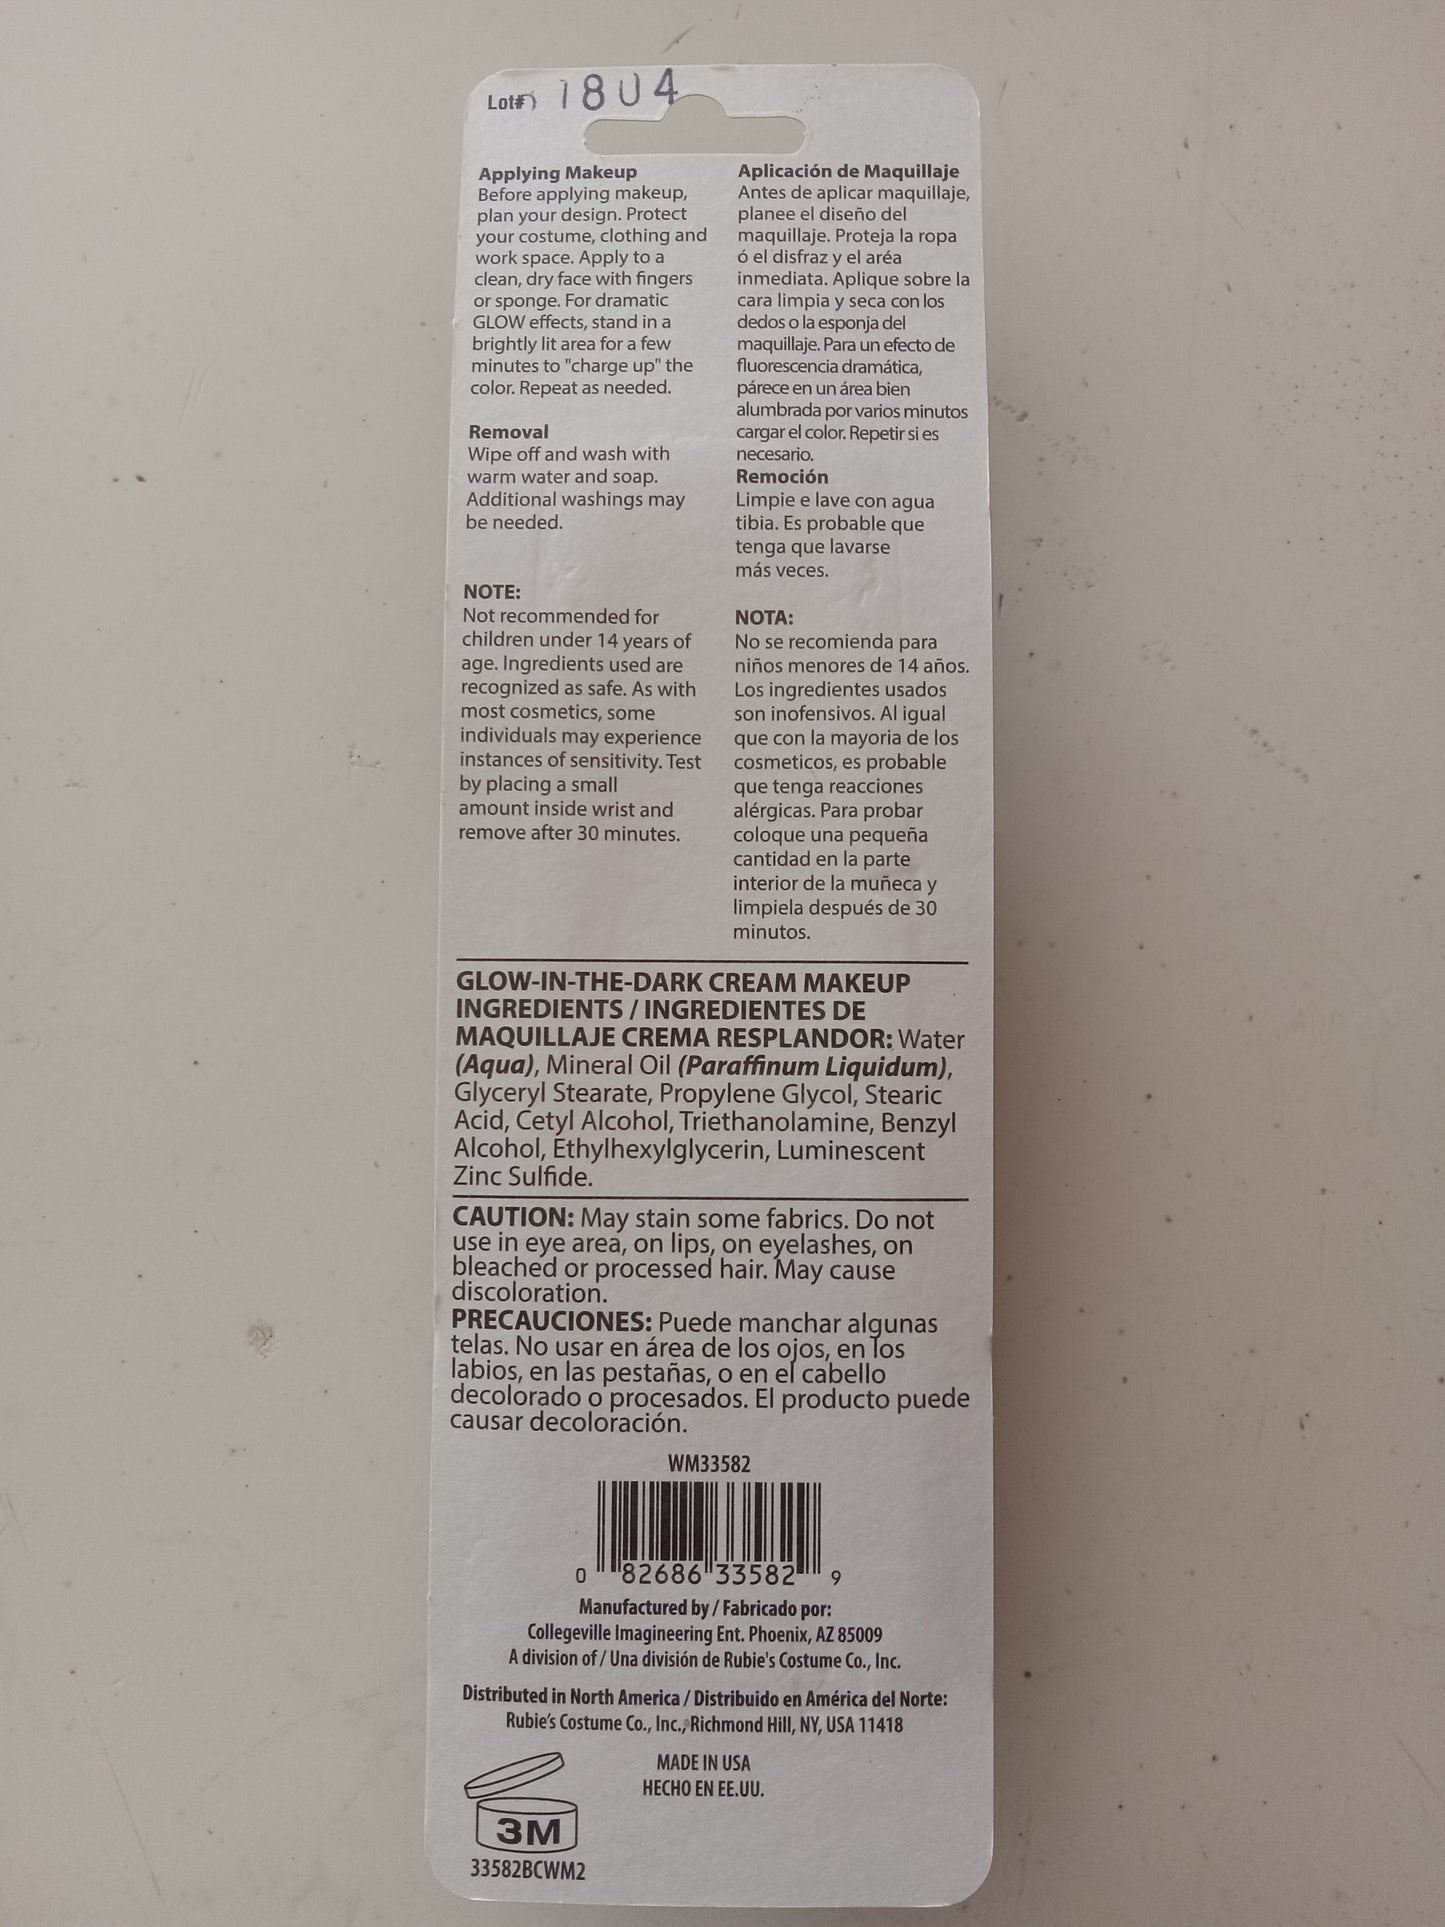 Lot# 1804
Applying Makeup
Before applying makeup,
plan your design. Protect
your costume, clothing and
work space. Apply to a
clean, dry face with fingers
or sponge. For dramatic
GLOW effects, stand in a
brightly lit area for a few
minutes to "charge up" the
color. Repeat as needed.
Removal
Wipe off and wash with
warm water and soap.
Additional washings may
be needed.
NOTE:
Not recommended for
children under 14 years of
age. Ingredients used are
recognized as safe. As with
most cosmetics, some
individuals may experience
instances of sensitivity. Test
by placing a small
amount inside wrist and
remove after 30 minutes.
Aplicación de Maquillaje
Antes de aplicar maquillaje,
planee el diseño del
maquillaje. Proteja la ropa
ó el disfraz y el aréa
inmediata. Aplique sobre la
cara limpia y seca con los
dedos o la esponja del
maquillaje. Para un efecto de
fluorescencia dramática,
párece en un área bien
alumbrada por varios minutos
cargar el color. Repetir si es
necesario.
Remoción
Limpie e lave con agua
tibia. Es probable que
tenga que lavarse
más veces.
NOTA:
No se recomienda para
niños menores de 14 años.
Los ingredientes usados
son inofensivos. Al igual
que con la mayoria de los
cosmeticos, es probable
que tenga reacciones
alérgicas. Para probar
coloque una pequeña
cantidad en la parte
interior de la muñeca y
limpiela después de 30
minutos.
GLOW-IN-THE-DARK CREAM MAKEUP
INGREDIENTS / INGREDIENTES DE
MAQUILLAJE CREMA RESPLANDOR: Water
(Aqua), Mineral Oil (Paraffinum Liquidum),
Glyceryl Stearate, Propylene Glycol, Stearic
Acid, Cetyl Alcohol, Triethanolamine, Benzyl
Alcohol, Ethylhexylglycerin, Luminescent
Zinc Sulfide.
CAUTION: May stain some fabrics. Do not
use in eye area, on lips, on eyelashes, on
bleached or processed hair. May cause
discoloration.
PRECAUCIONES: Puede manchar algunas
telas. No usar en área de los ojos, en los
labios, en las pestañas, o en el cabello
decolorado o procesados. El producto puede
causar decoloración.
WM33582
0 82686 33582 9
Manufactured by / Fabricado por:
Collegeville Imagineering Ent. Phoenix, AZ 85009
A division of / Una división de Rubie's Costume Co., Inc.
Distributed in North America / Distribuido en América del Norte:
Rubie's Costume Co., Inc., Richmond Hill, NY, USA 11418
MADE IN USA
HECHO EN EE.UU.
3M
33582BCWM2